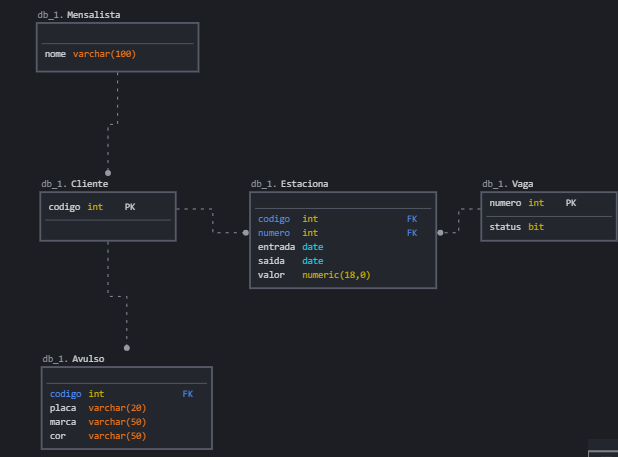 db_1. Mensalista
nome varchar(100)
db_1. Cliente
codigo int PK
db_1. Estaciona
codigo int FK
numero int FK
entrada date
saida date
valor numeric(18,0)
db_1. Vaga
numero int PK
status bit
db_1. Avulso
codigo int FK
placa varchar(20)
marca varchar(50)
cor varchar(50)